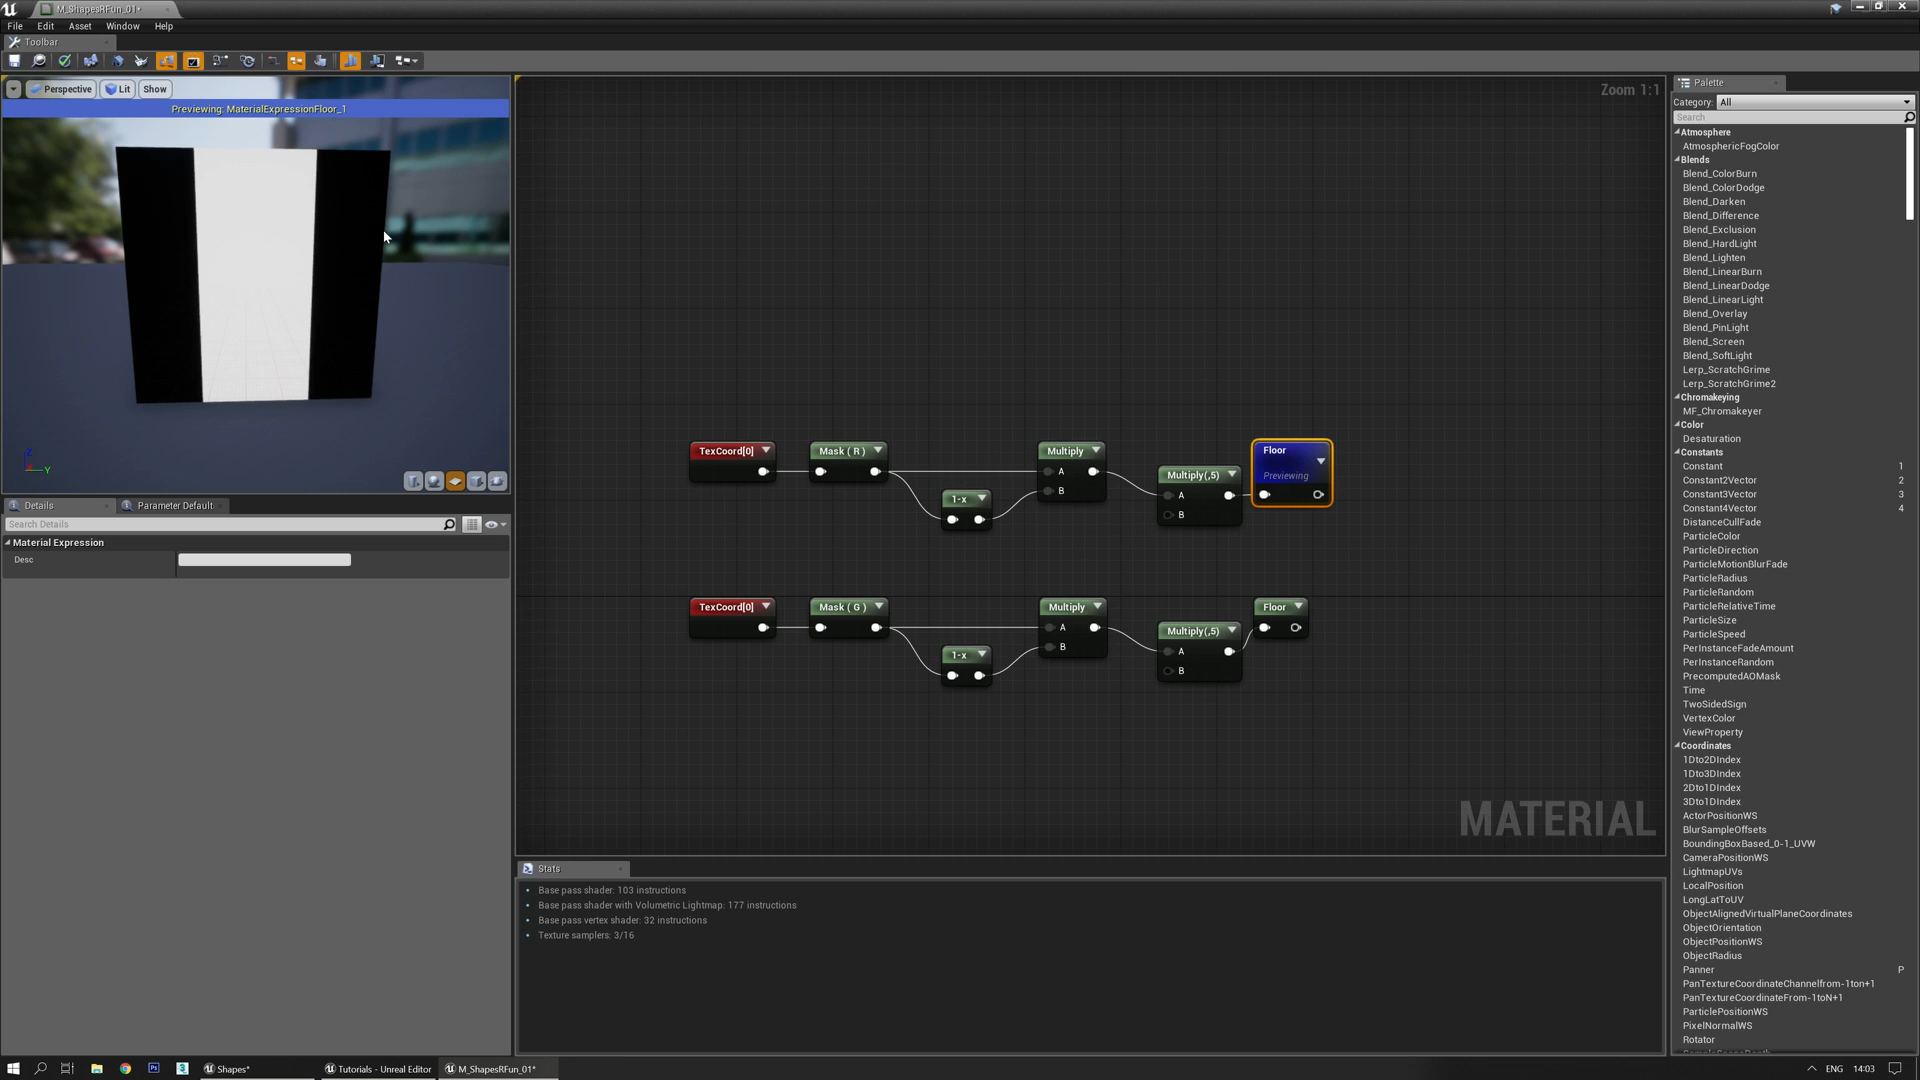 M_ShapesRFun_01*
File Edit Asset Window Help
Toolbar
Perspective Lit Show
Previewing: MaterialExpressionFloor_1
Z
Y
Details Parameter Default
Search Details
Material Expression
Desc
Zoom 1:1
TexCoord[0] Mask ( R ) Multiply Floor
A Multiply(,5) Previewing
1-x B A
B
TexCoord[0] Mask ( G ) Multiply Floor
A Multiply(,5)
1-x B A
B
MATERIAL
Stats
Base pass shader: 103 instructions
Base pass shader with Volumetric Lightmap: 177 instructions
Base pass vertex shader: 32 instructions
Texture samplers: 3/16
Palette
Category: All
Search
Atmosphere
AtmosphericFogColor
Blends
Blend_ColorBurn
Blend_ColorDodge
Blend_Darken
Blend_Difference
Blend_Exclusion
Blend_HardLight
Blend_Lighten
Blend_LinearBurn
Blend_LinearDodge
Blend_LinearLight
Blend_Overlay
Blend_PinLight
Blend_Screen
Blend_SoftLight
Lerp_ScratchGrime
Lerp_ScratchGrime2
Chromakeying
MF_Chromakeyer
Color
Desaturation
Constants
Constant 1
Constant2Vector 2
Constant3Vector 3
Constant4Vector 4
DistanceCullFade
ParticleColor
ParticleDirection
ParticleMotionBlurFade
ParticleRadius
ParticleRandom
ParticleRelativeTime
ParticleSize
ParticleSpeed
PerInstanceFadeAmount
PerInstanceRandom
PrecomputedAOMask
Time
TwoSidedSign
VertexColor
ViewProperty
Coordinates
1Dto2DIndex
1Dto3DIndex
2Dto1DIndex
3Dto1DIndex
ActorPositionWS
BlurSampleOffsets
BoundingBoxBased_0-1_UVW
CameraPositionWS
LightmapUVs
LocalPosition
LongLatToUV
ObjectAlignedVirtualPlaneCoordinates
ObjectOrientation
ObjectPositionWS
ObjectRadius
Panner P
PanTextureCoordinateChannelfrom-1ton+1
PanTextureCoordinateFrom-1toN+1
ParticlePositionWS
PixelNormalWS
Rotator
Shapes* Tutorials - Unreal Editor M_ShapesRFun_01* ENG 14:03